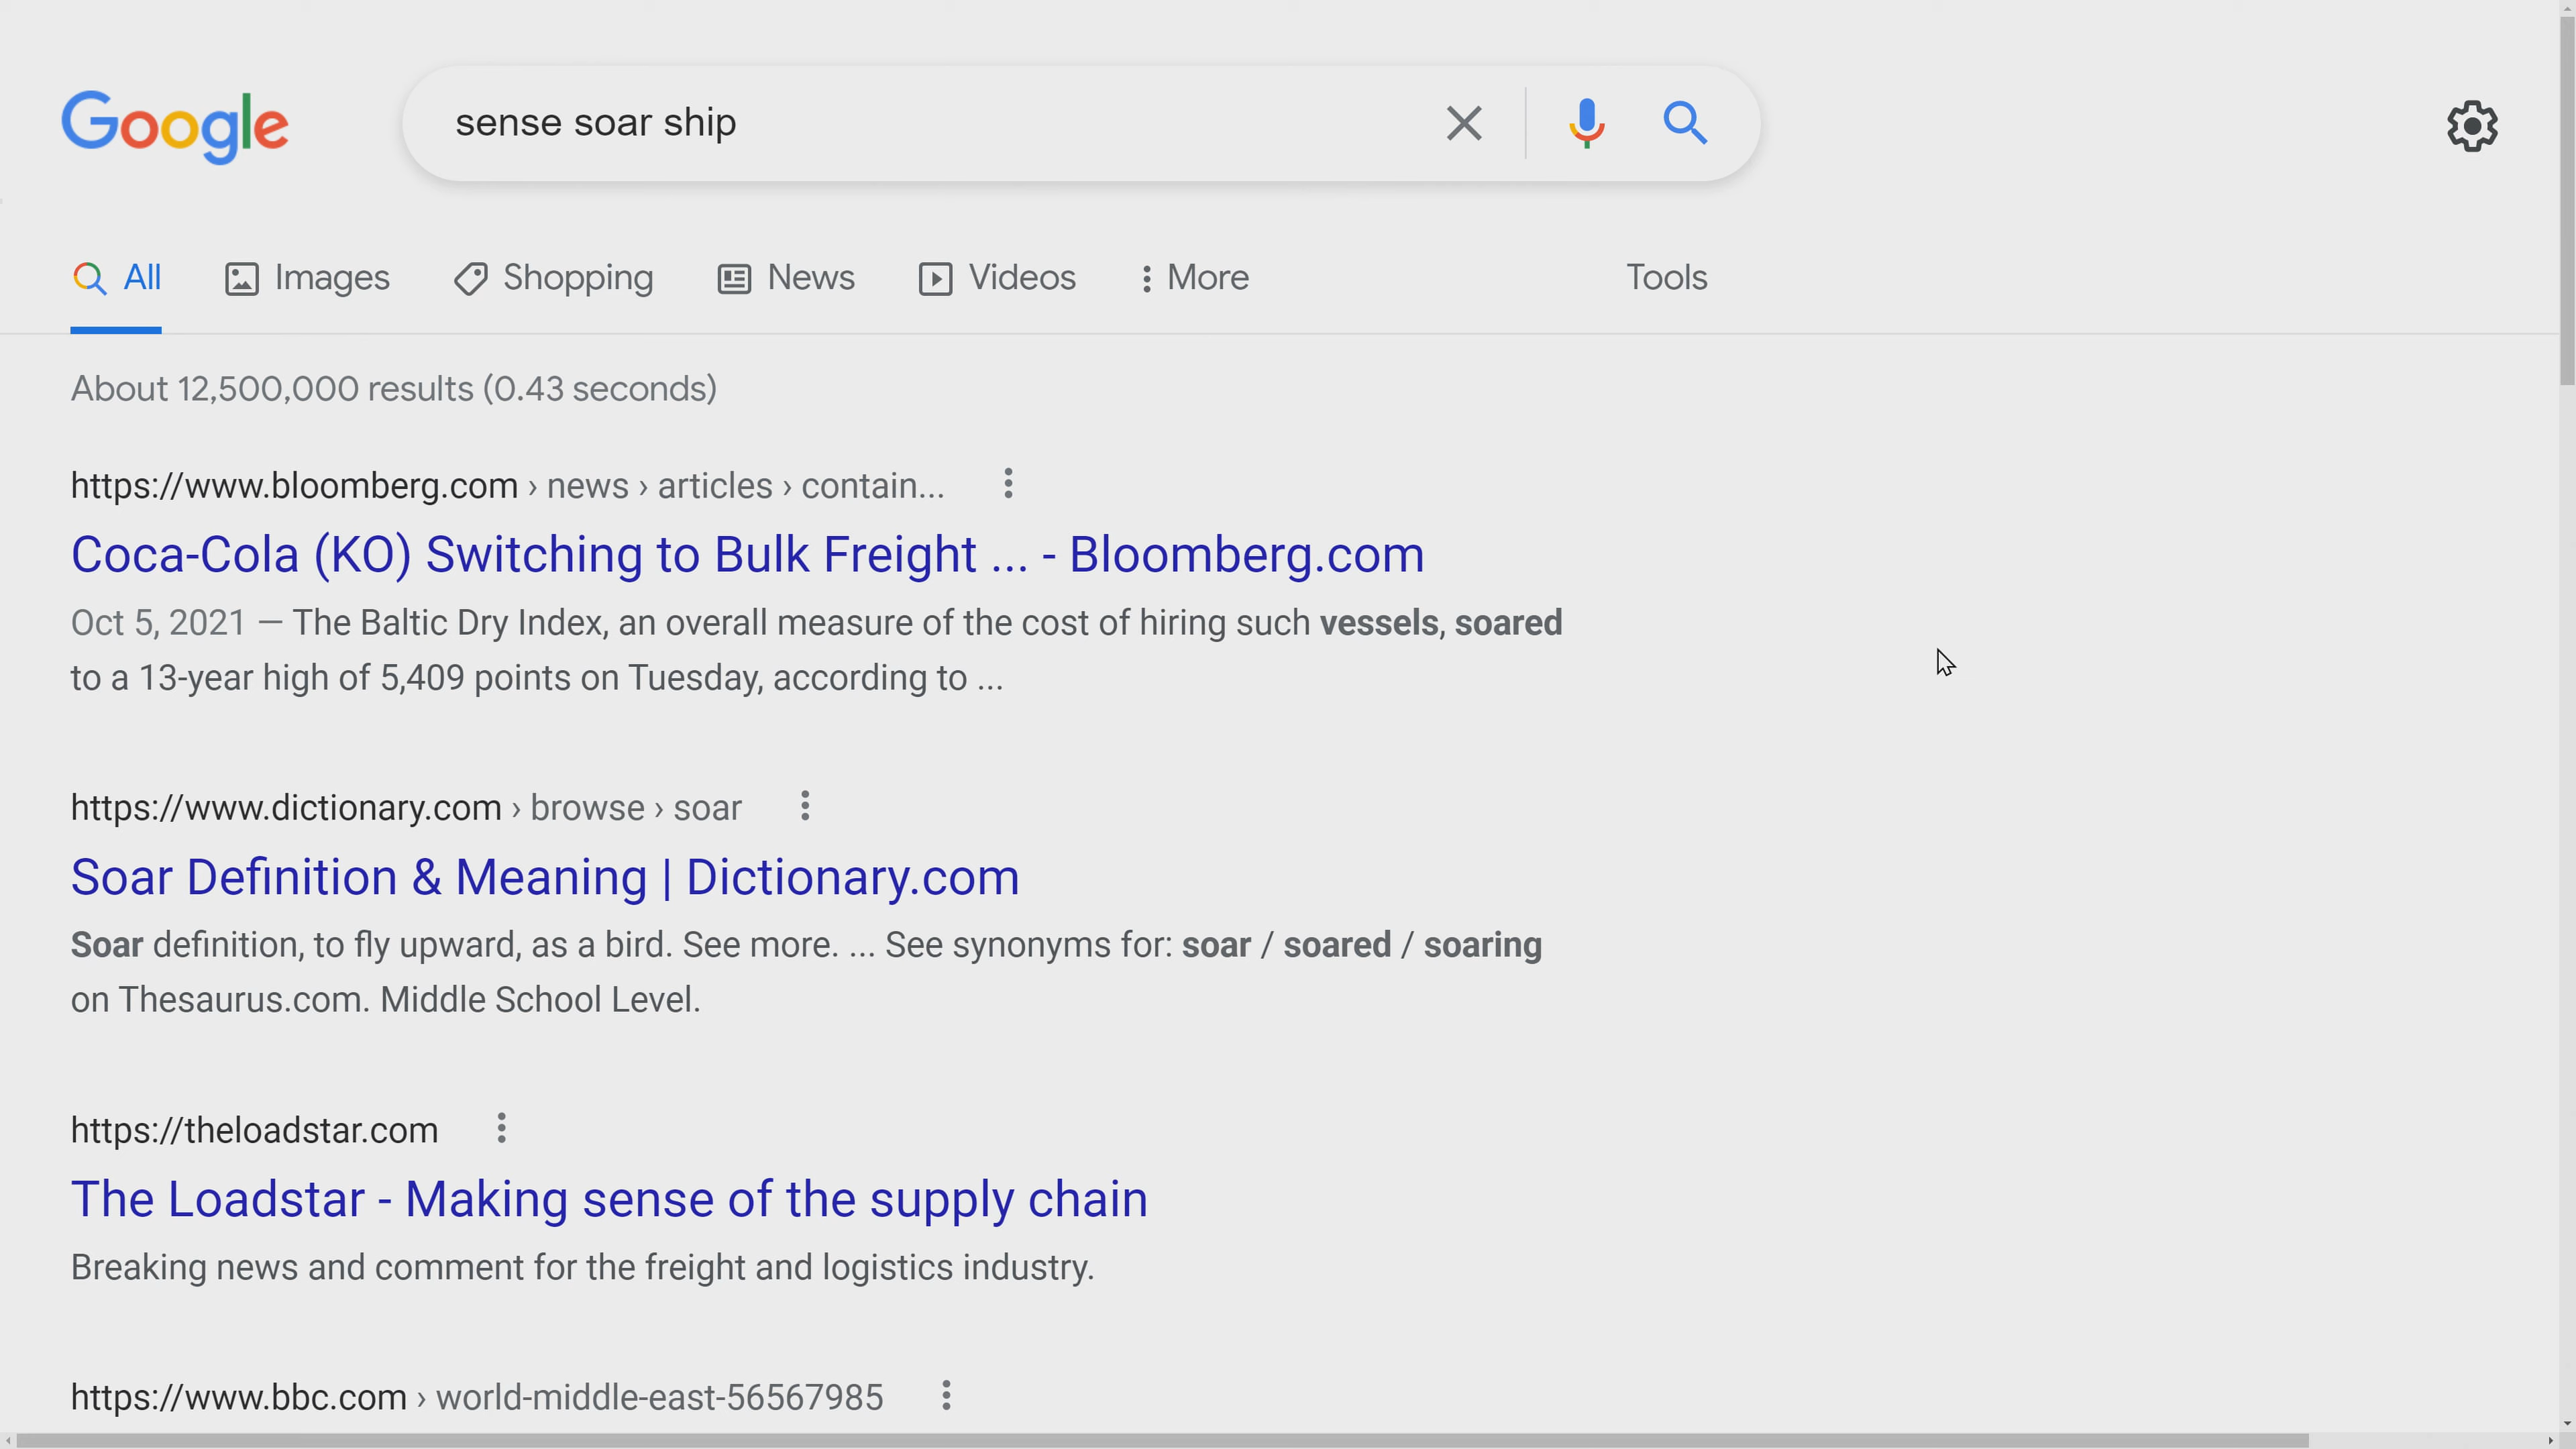 Google
sense soar ship
All Images Shopping News Videos More Tools
About 12,500,000 results (0.43 seconds)
https://www.bloomberg.com › news › articles › contain...
Coca-Cola (KO) Switching to Bulk Freight ... - Bloomberg.com
Oct 5, 2021 — The Baltic Dry Index, an overall measure of the cost of hiring such vessels, soared
to a 13-year high of 5,409 points on Tuesday, according to ...
https://www.dictionary.com › browse › soar
Soar Definition & Meaning | Dictionary.com
Soar definition, to fly upward, as a bird. See more. ... See synonyms for: soar / soared / soaring
on Thesaurus.com. Middle School Level.
https://theloadstar.com
The Loadstar - Making sense of the supply chain
Breaking news and comment for the freight and logistics industry.
https://www.bbc.com › world-middle-east-56567985